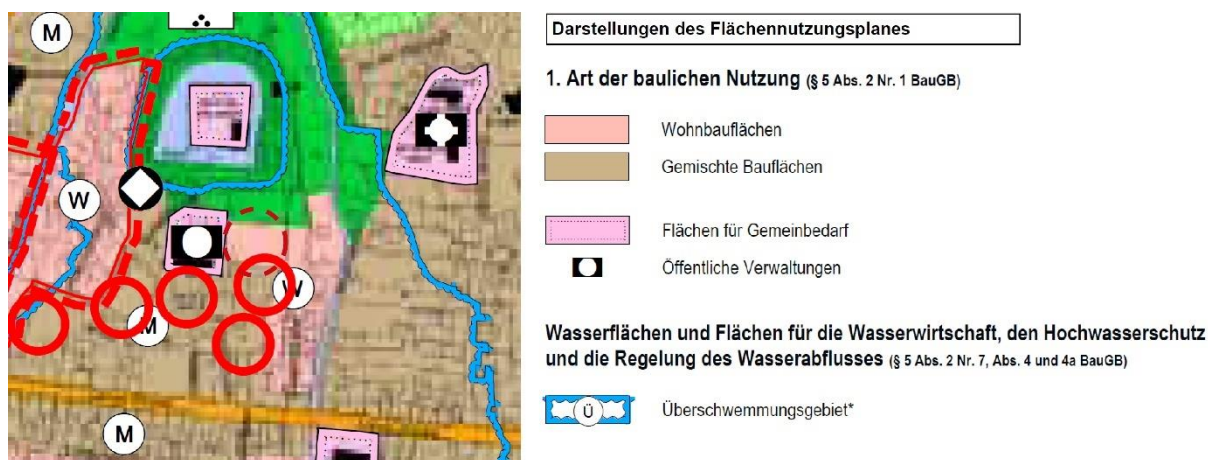 M
W
W
M
M
Darstellungen des Flächennutzungsplanes
1. Art der baulichen Nutzung (§ 5 Abs. 2 Nr. 1 BauGB)
Wohnbauflächen
Gemischte Bauflächen
Flächen für Gemeinbedarf
Öffentliche Verwaltungen
Wasserflächen und Flächen für die Wasserwirtschaft, den Hochwasserschutz
und die Regelung des Wasserabflusses (§ 5 Abs. 2 Nr. 7, Abs. 4 und 4a BauGB)
Ü Überschwemmungsgebiet*